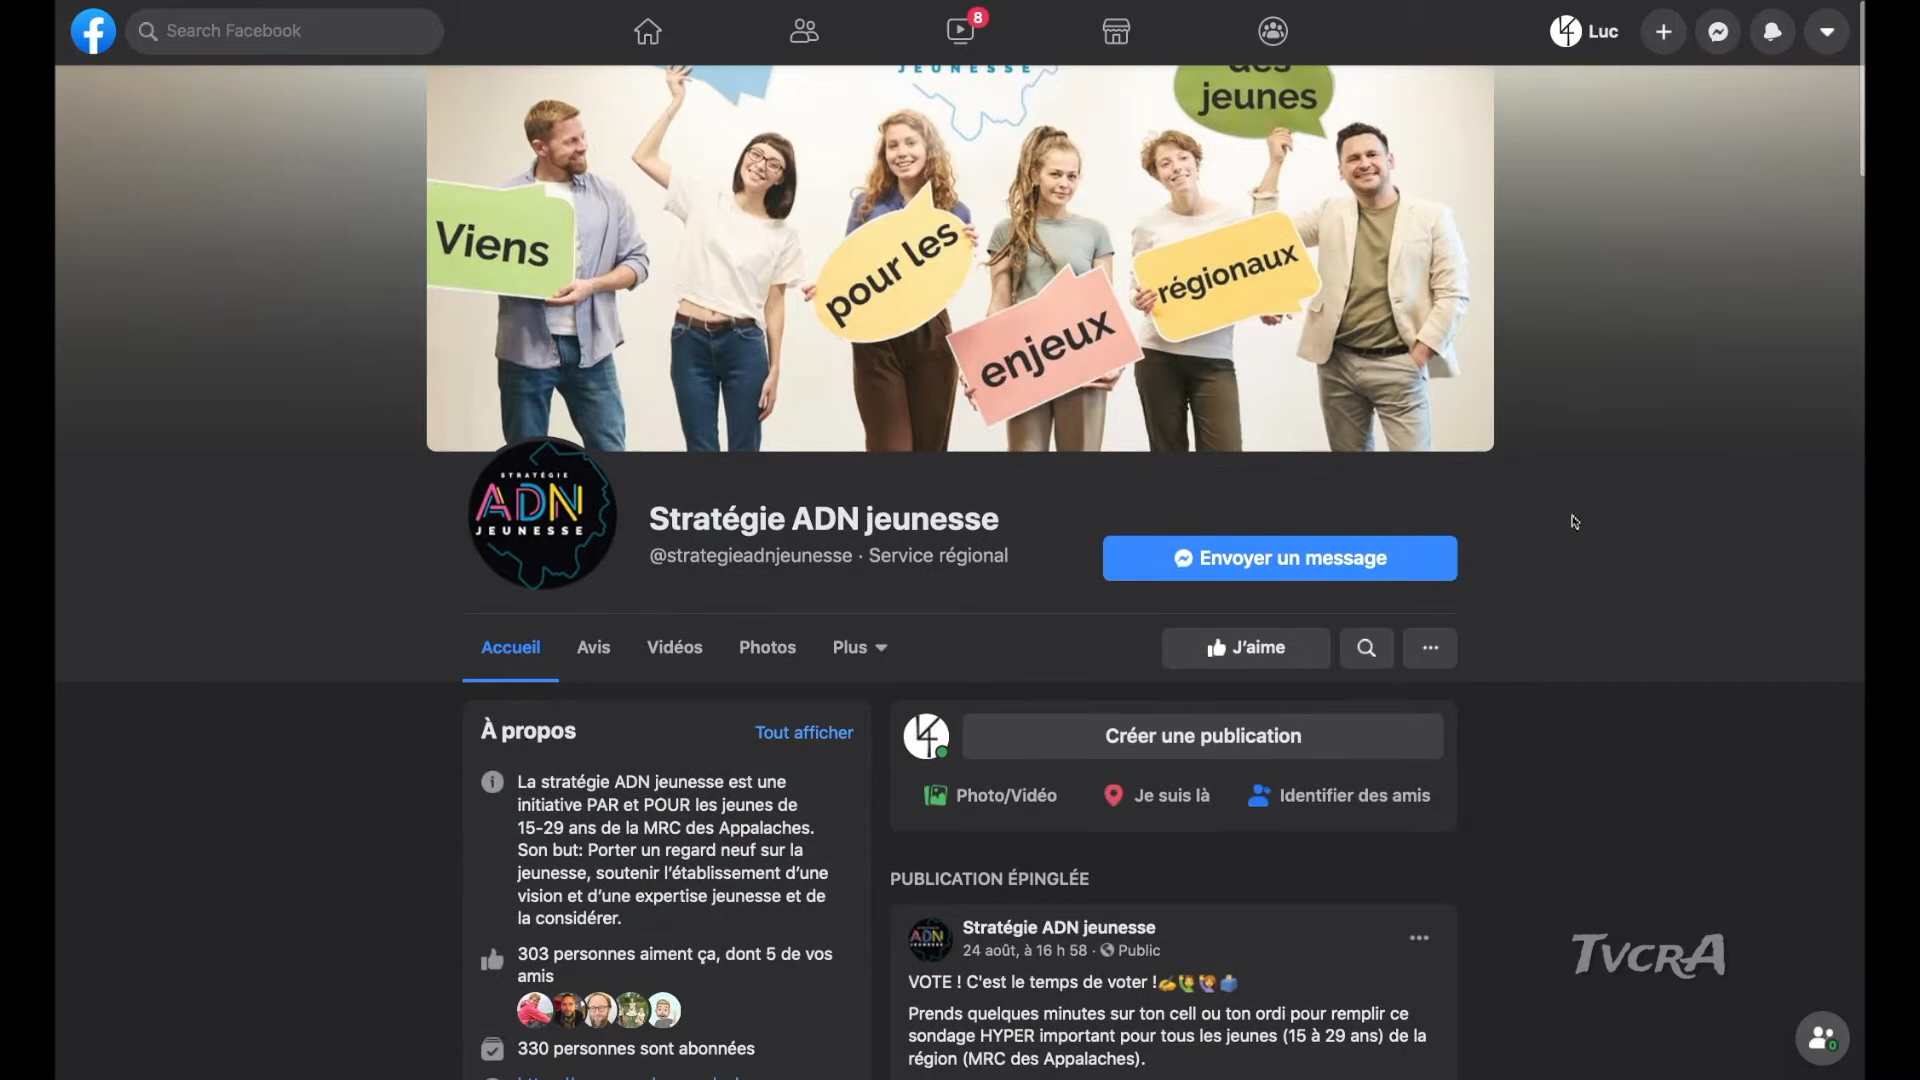 Search Facebook
8
Luc
JEUNESSE
des
jeunes
Viens
pour les
enjeux
régionaux
STRATÉGIE
ADN
JEUNESSE
Stratégie ADN jeunesse
@strategieadnjeunesse · Service régional
Envoyer un message
Accueil
Avis
Vidéos
Photos
Plus
J'aime
À propos
Tout afficher
La stratégie ADN jeunesse est une
initiative PAR et POUR les jeunes de
15-29 ans de la MRC des Appalaches.
Son but: Porter un regard neuf sur la
jeunesse, soutenir l'établissement d'une
vision et d'une expertise jeunesse et de
la considérer.
303 personnes aiment ça, dont 5 de vos
amis
330 personnes sont abonnées
Créer une publication
Photo/Vidéo
Je suis là
Identifier des amis
PUBLICATION ÉPINGLÉE
ADN
Stratégie ADN jeunesse
24 août, à 16 h 58 · Public
VOTE ! C'est le temps de voter !
Prends quelques minutes sur ton cell ou ton ordi pour remplir ce
sondage HYPER important pour tous les jeunes (15 à 29 ans) de la
région (MRC des Appalaches).
TVCRA
0